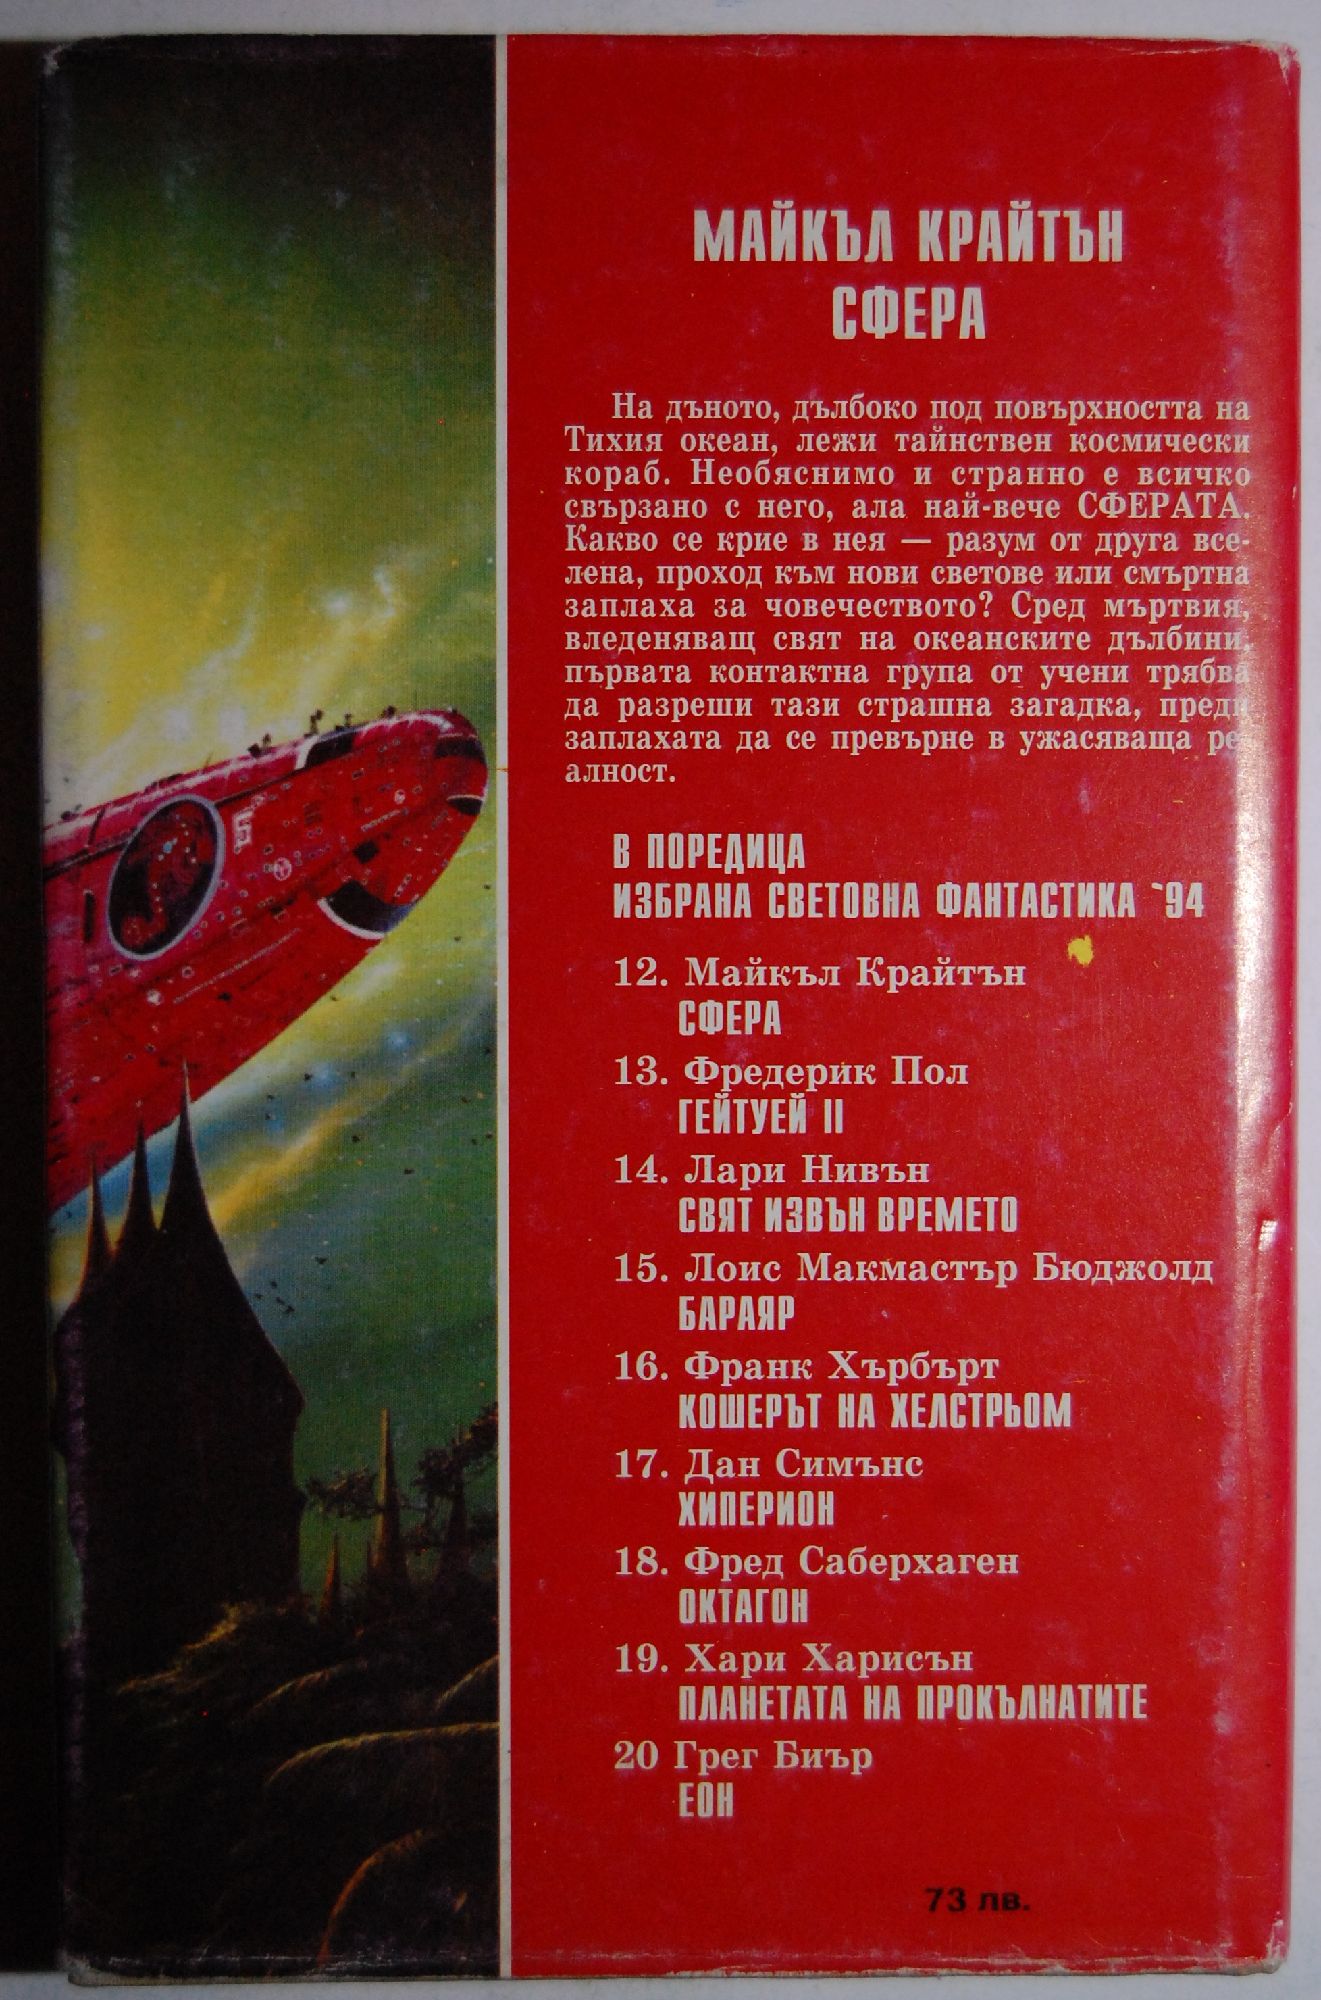 МАЙКЪЛ КРАЙТЪН
СФЕРА
На дъното, дълбоко под повърхността на
Тихия океан, лежи тайнствен космически
кораб. Необяснимо и странно е всичко
свързано с него, ала най-вече СФЕРАТА.
Какво се крие в нея — разум от друга все-
лена, проход към нови светове или смъртна
заплаха за човечеството? Сред мъртвия,
вледеняващ свят на океанските дълбини,
първата контактна група от учени трябва
да разреши тази страшна загадка, преди
заплахата да се превърне в ужасяваща ре-
алност.
В ПОРЕДИЦА
ИЗБРАНА СВЕТОВНА ФАНТАСТИКА `94
12. Майкъл Крайтън
СФЕРА
13. Фредерик Пол
ГЕЙТУЕЙ II
14. Лари Нивън
СВЯТ ИЗВЪН ВРЕМЕТО
15. Лоис Макмастър Бюджолд
БАРАЯР
16. Франк Хърбърт
КОШЕРЪТ НА ХЕЛСТРЬОМ
17. Дан Симънс
ХИПЕРИОН
18. Фред Саберхаген
ОКТАГОН
19. Хари Харисън
ПЛАНЕТАТА НА ПРОКЪЛНАТИТЕ
20 Грег Биър
ЕОН
73 лв.